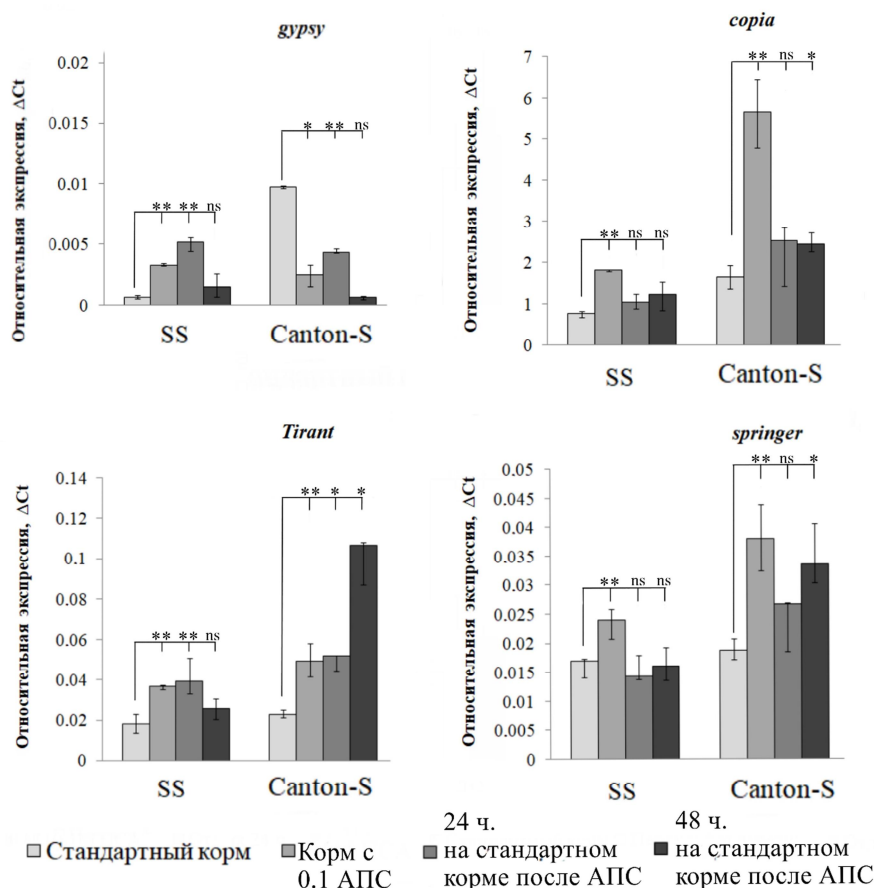 gypsy
Относительная экспрессия, ΔCt
0.02
0.015
0.01
0.005
0
** ** ns
* ** ns
SS
Canton-S
copia
Относительная экспрессия, ΔCt
7
6
5
4
3
2
1
0
** ns ns
** ns *
SS
Canton-S
Tirant
Относительная экспрессия, ΔCt
0.14
0.12
0.1
0.08
0.06
0.04
0.02
0
** ** ns
** * *
SS
Canton-S
springer
Относительная экспрессия, ΔCt
0.05
0.045
0.04
0.035
0.03
0.025
0.02
0.015
0.01
0.005
0
** ns ns
** ns *
SS
Canton-S
Стандартный корм
Корм с
0.1 АПС
24 ч.
на стандартном
корме после АПС
48 ч.
на стандартном
корме после АПС